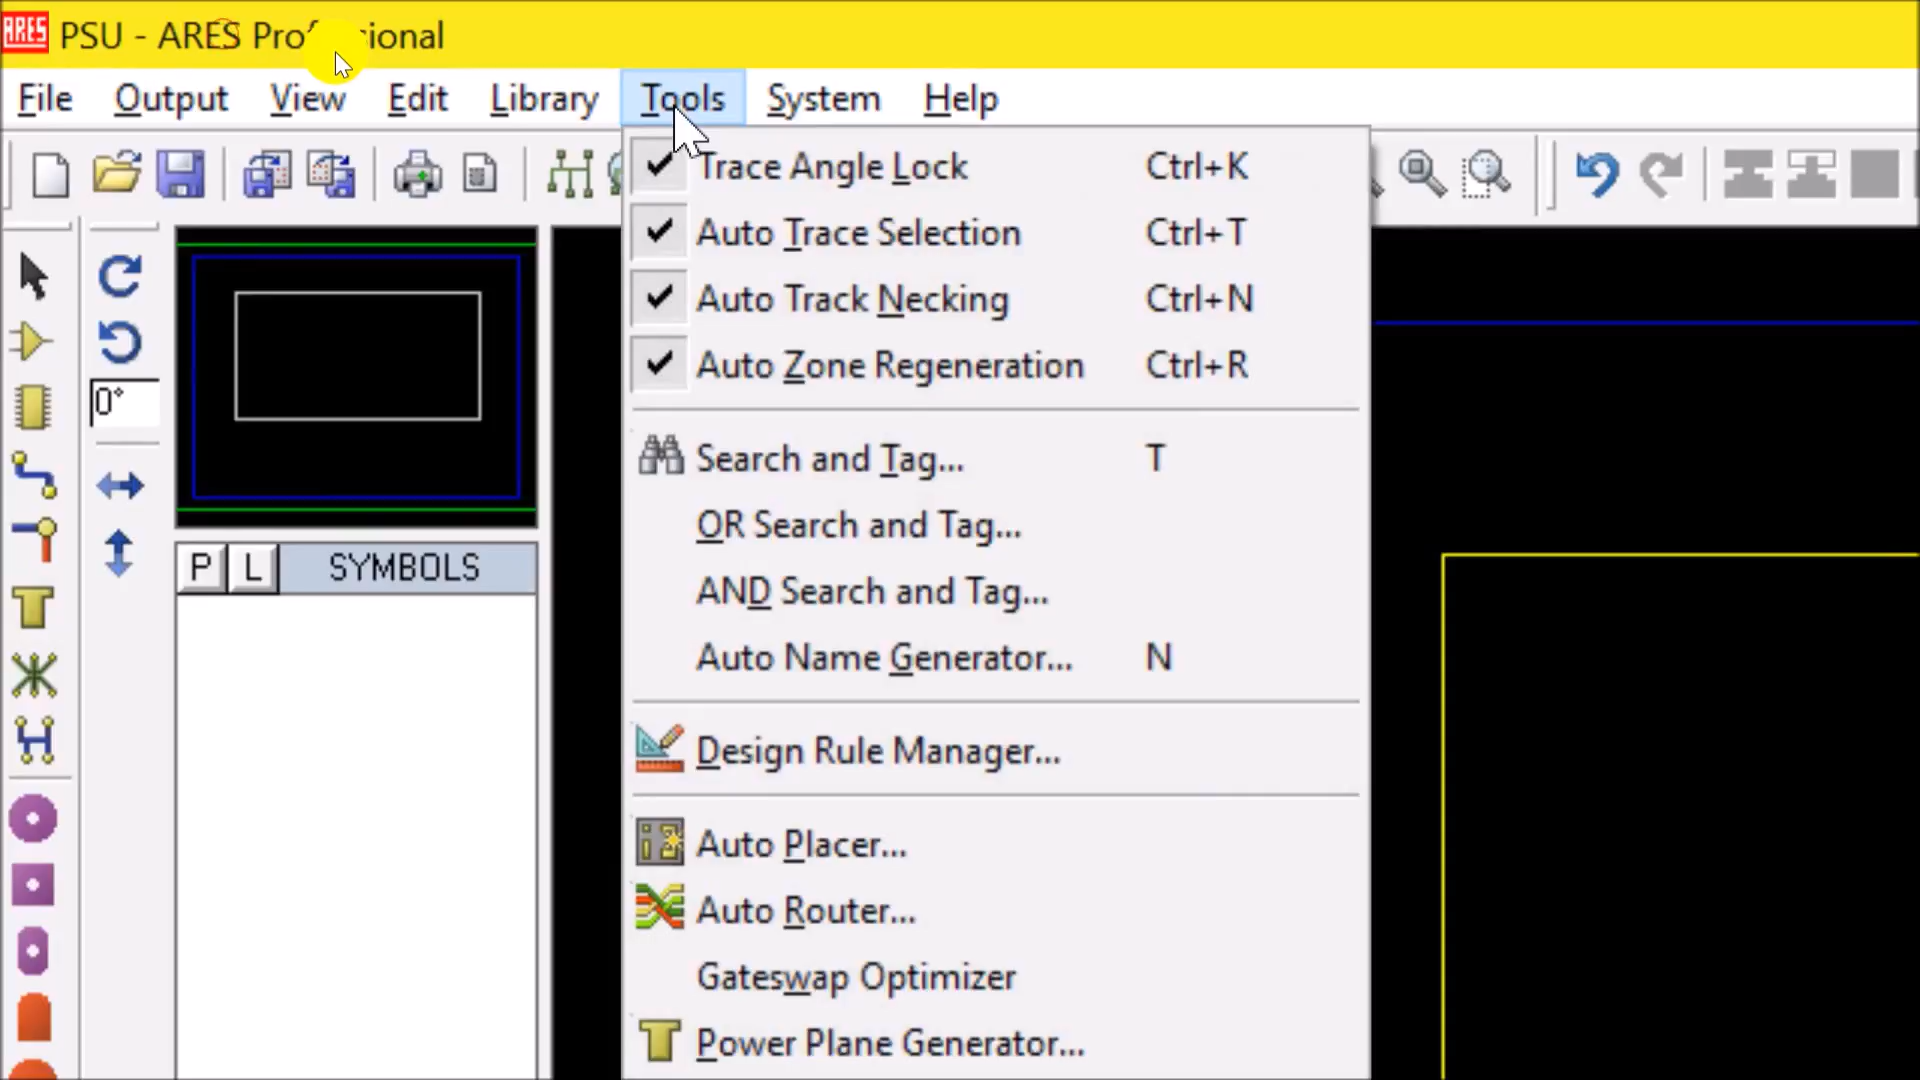 ARES PSU - ARES Professional
File Output View Edit Library Tools System Help
Trace Angle Lock Ctrl+K
Auto Trace Selection Ctrl+T
Auto Track Necking Ctrl+N
Auto Zone Regeneration Ctrl+R
0°
Search and Tag... T
OR Search and Tag...
P L SYMBOLS
AND Search and Tag...
Auto Name Generator... N
Design Rule Manager...
Auto Placer...
Auto Router...
Gateswap Optimizer
Power Plane Generator...